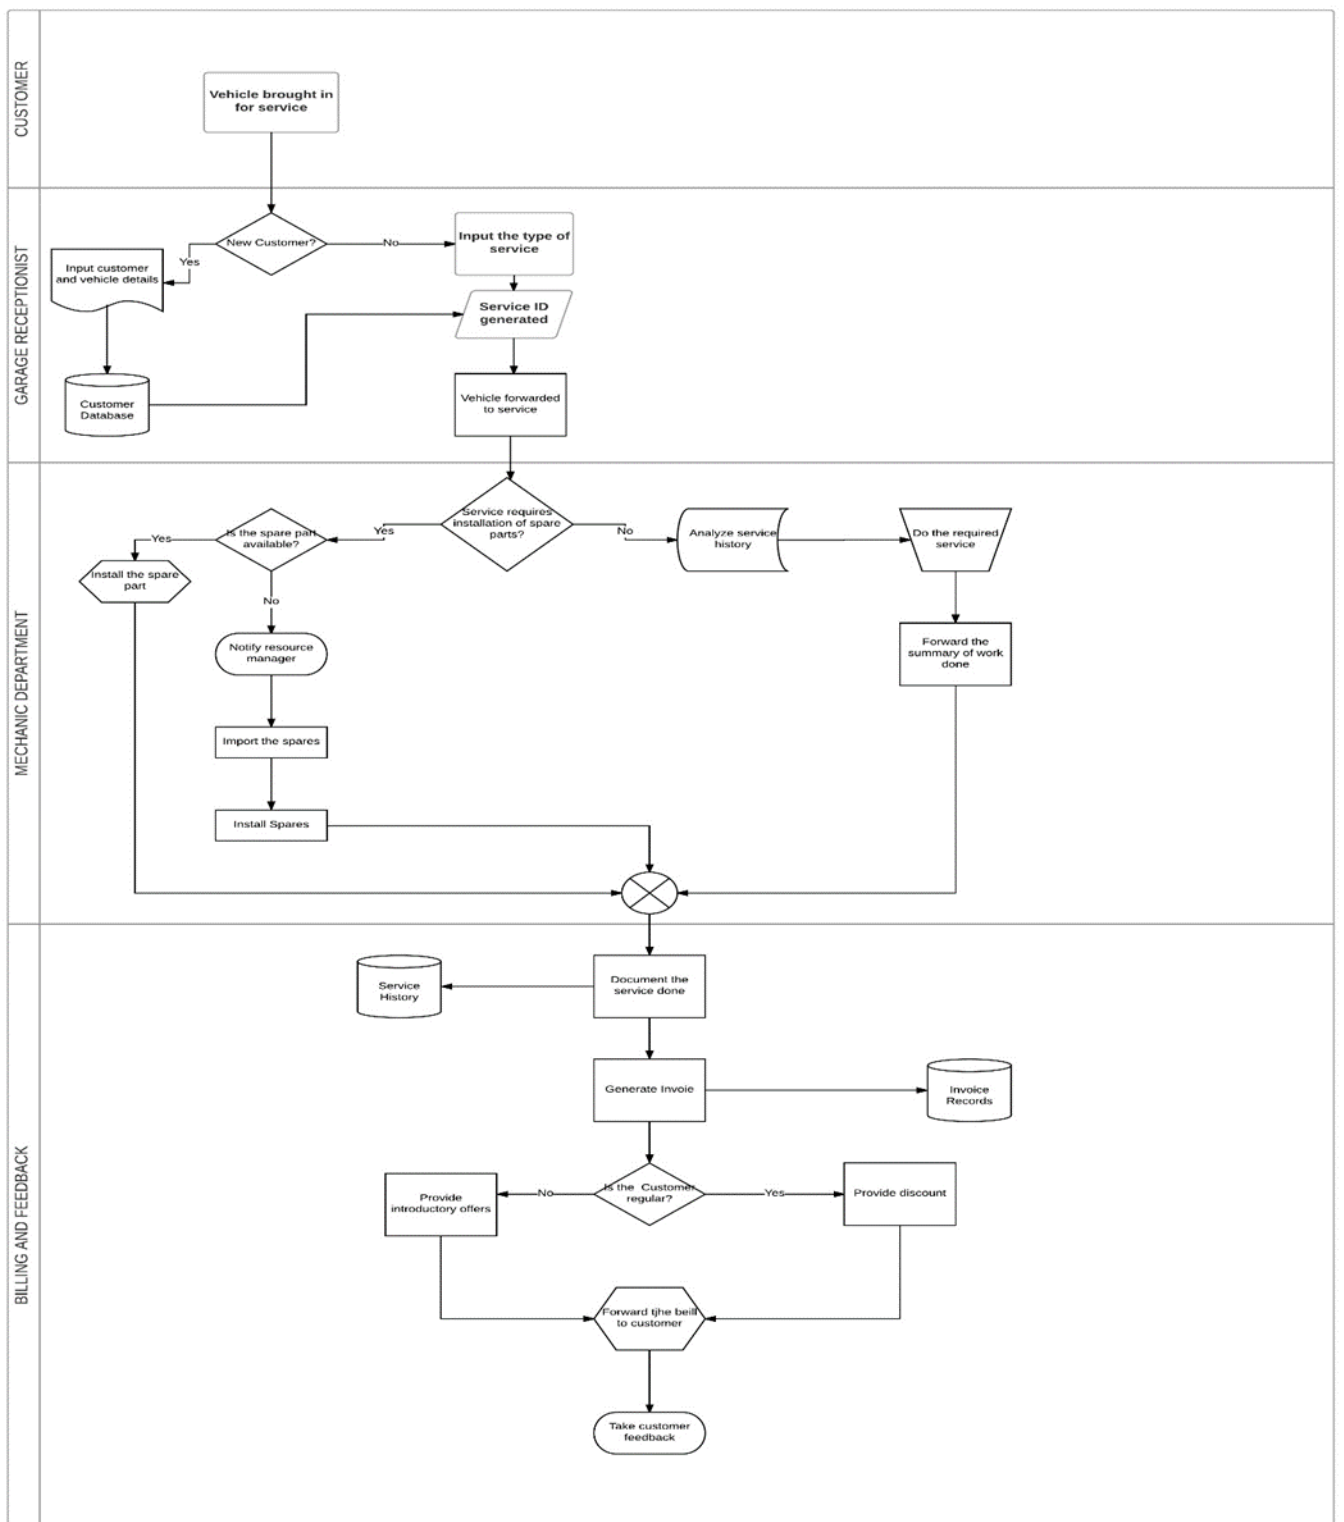 CUSTOMER
Vehicle brought in
for service
GARAGE RECEPTIONIST
New Customer?
No
Input the type of
service
Yes
Input customer
and vehicle details
Service ID
generated
Customer
Database
Vehicle forwarded
to service
MECHANIC DEPARTMENT
Service requires
installation of spare
parts?
Yes
No
Is the spare part
available?
Yes
Install the spare
part
No
Analyze service
history
Do the required
service
Notify resource
manager
Forward the
summary of work
done
Import the spares
Install Spares
BILLING AND FEEDBACK
Document the
service done
Service
History
Generate Invoie
Invoice
Records
Is the Customer
regular?
No
Yes
Provide
introductory offers
Provide discount
Forward tjhe beill
to customer
Take customer
feedback